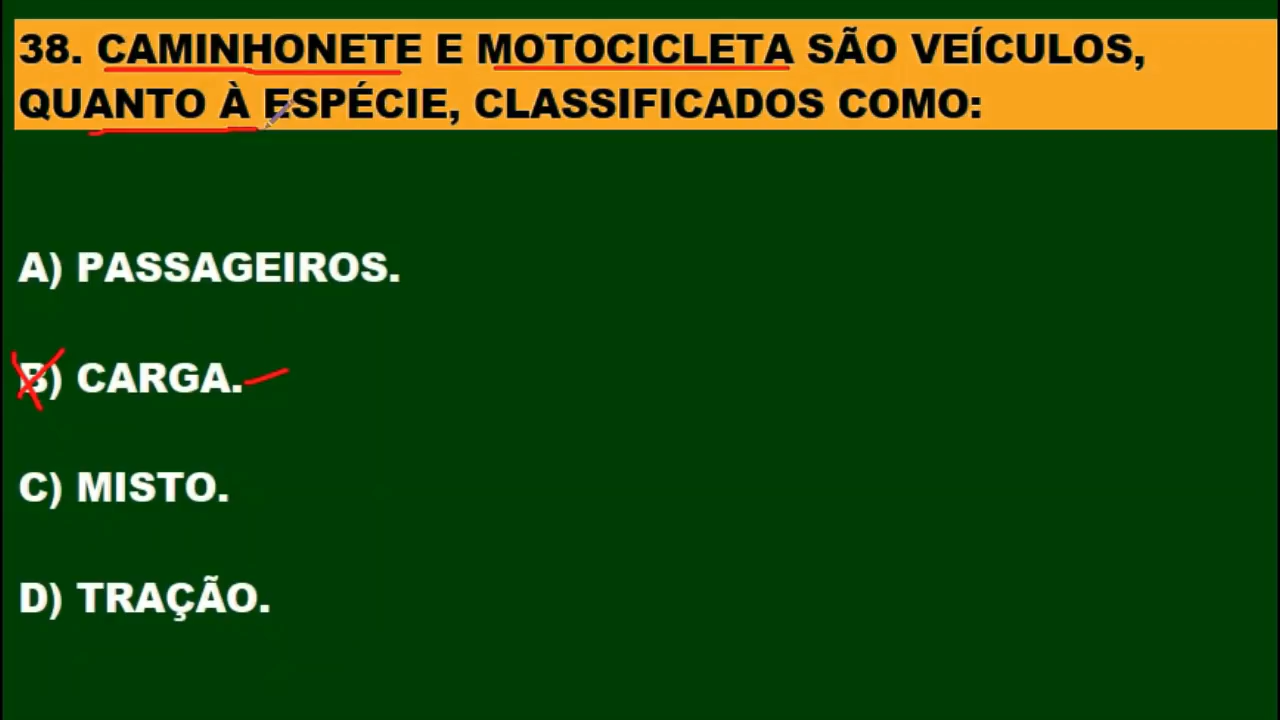 38. CAMINHONETE E MOTOCICLETA SÃO VEÍCULOS,
QUANTO À ESPÉCIE, CLASSIFICADOS COMO:
A) PASSAGEIROS.
B) CARGA.
C) MISTO.
D) TRAÇÃO.